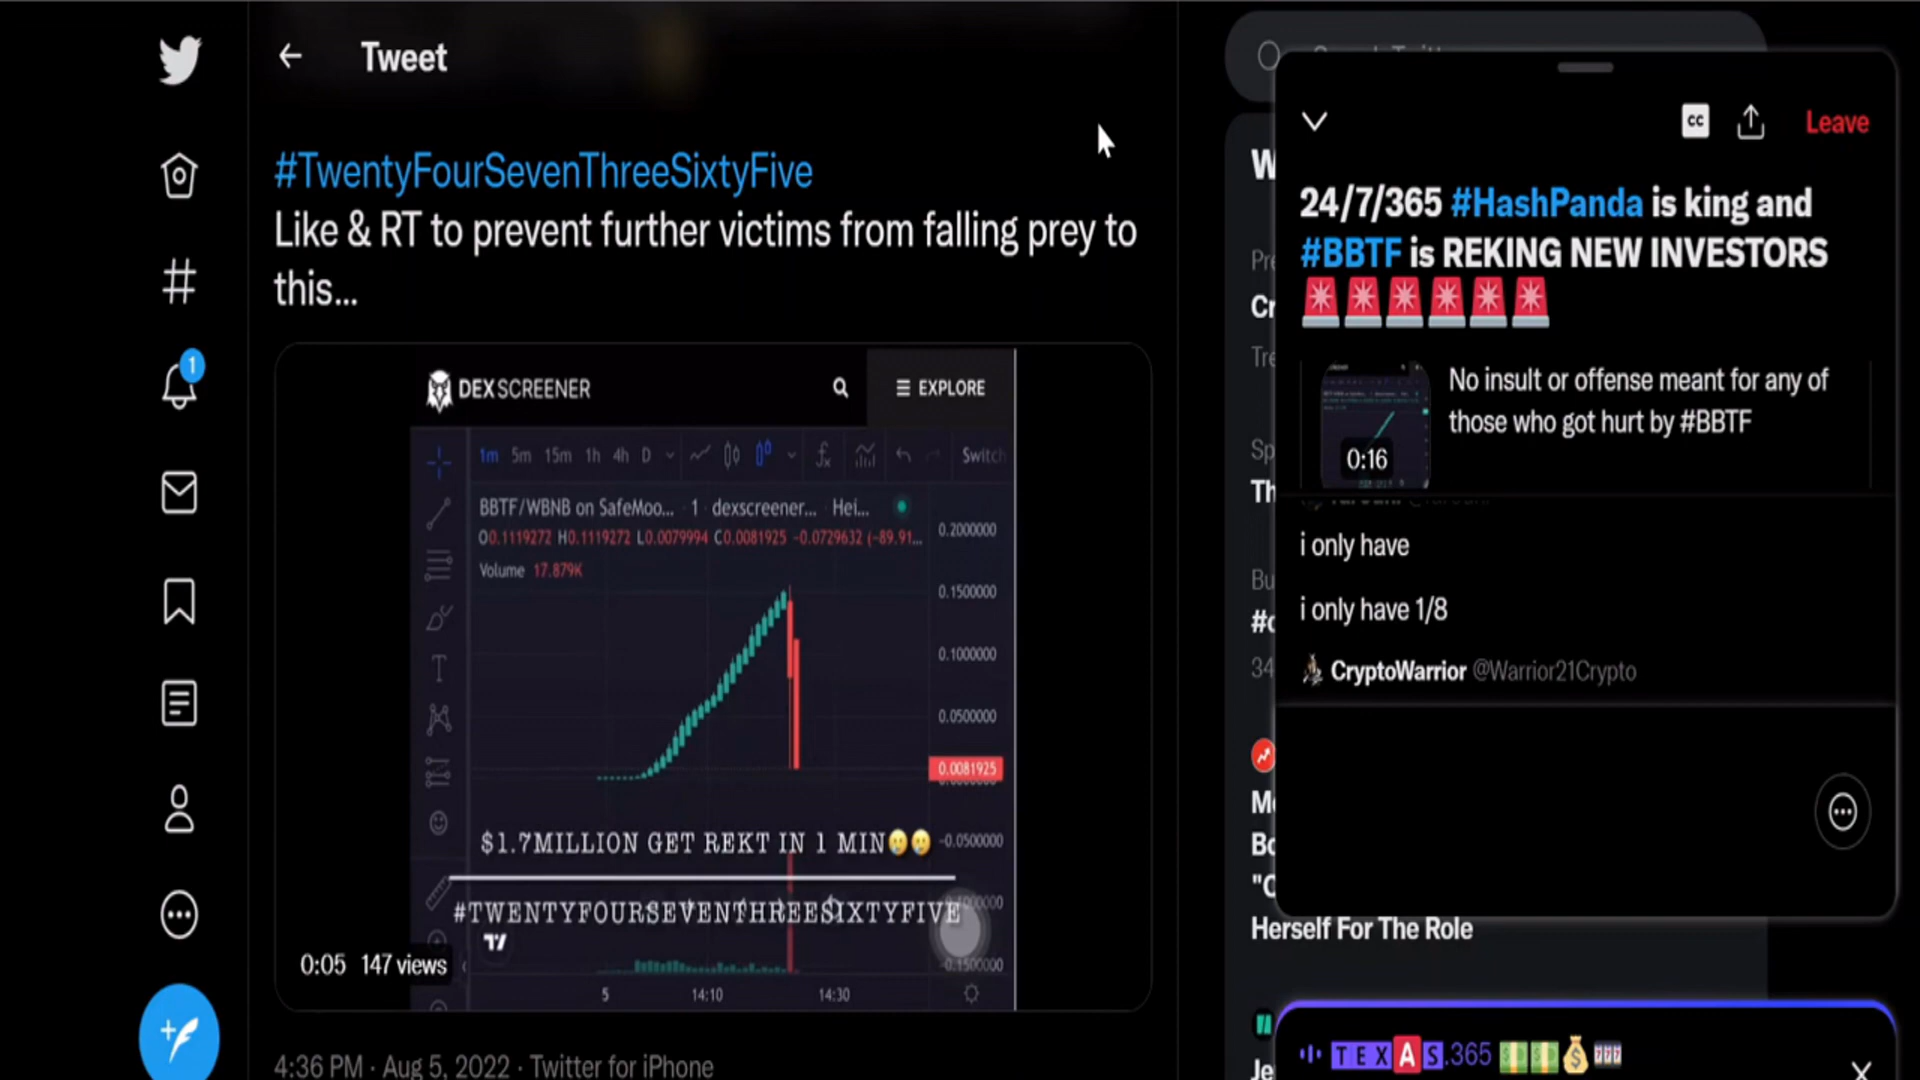 Tweet
#TwentyFourSevenThreeSixtyFive
Like & RT to prevent further victims from falling prey to
this...
DEX SCREENER
EXPLORE
1m 5m 15m 1h 4h D
Switch
BBTF/WBNB on SafeMoo... · 1 · dexscreener... Hei...
O0.1119272 H0.1119272 L0.0079994 C0.0081925 -0.0729632 (-89.91...
Volume 17.879K
0.2000000
0.1500000
0.1000000
0.0500000
0.0081925
-0.0500000
-0.1500000
$1.7MILLION GET REKT IN 1 MIN🥲🥲
#TWENTYFOURSEVENTHREESIXTYFIVE
0:05 147 views
5 14:10 14:30
4:36 PM · Aug 5, 2022 · Twitter for iPhone
1
CC
Leave
24/7/365 #HashPanda is king and
#BBTF is REKING NEW INVESTORS
🚨🚨🚨🚨🚨🚨
No insult or offense meant for any of
those who got hurt by #BBTF
0:16
i only have
i only have 1/8
CryptoWarrior @Warrior21Crypto
Herself For The Role
TEXAS.365 💵💵💰🎰